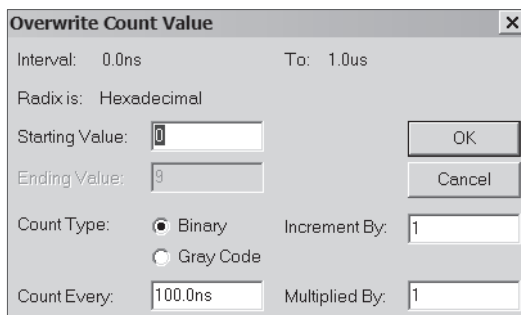 Overwrite Count Value
Interval: 0.0ns To: 1.0us
Radix is: Hexadecimal
Starting Value: 0 OK
Ending Value: 9 Cancel
Count Type: Binary Increment By: 1
Gray Code
Count Every: 100.0ns Multiplied By: 1